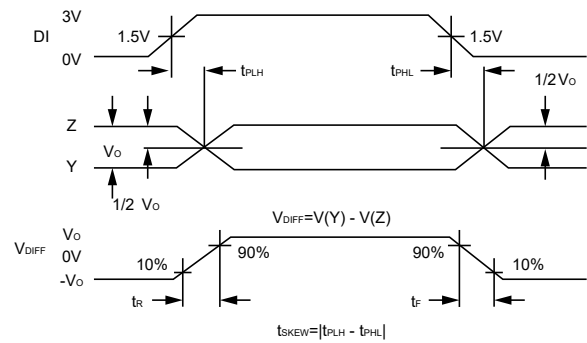 3V
DI
1.5V
1.5V
0V
tPLH
tPHL
1/2 VO
Z
VO
Y
1/2 VO
VDIFF=V(Y) - V(Z)
VO
VDIFF
0V
90%
90%
10%
10%
-VO
tR
tF
tSKEW=|tPLH - tPHL|